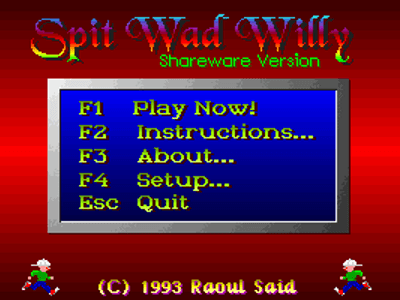 Spit Wad Willy
Shareware Version
F1 Play Now!
F2 Instructions...
F3 About...
F4 Setup...
Esc Quit
(C) 1993 Raoul Said